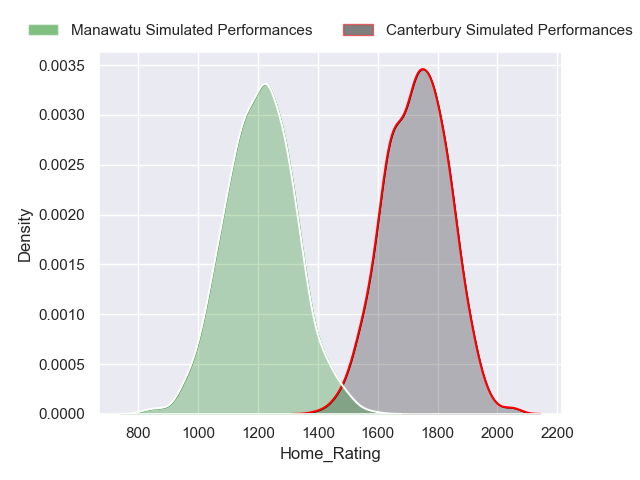 Manawatu Simulated Performances Canterbury Simulated Performances
0.0035
0.0030
0.0025
0.0020
0.0015
0.0010
0.0005
0.0000
Density
800 1000 1200 1400 1600 1800 2000 2200
Home_Rating